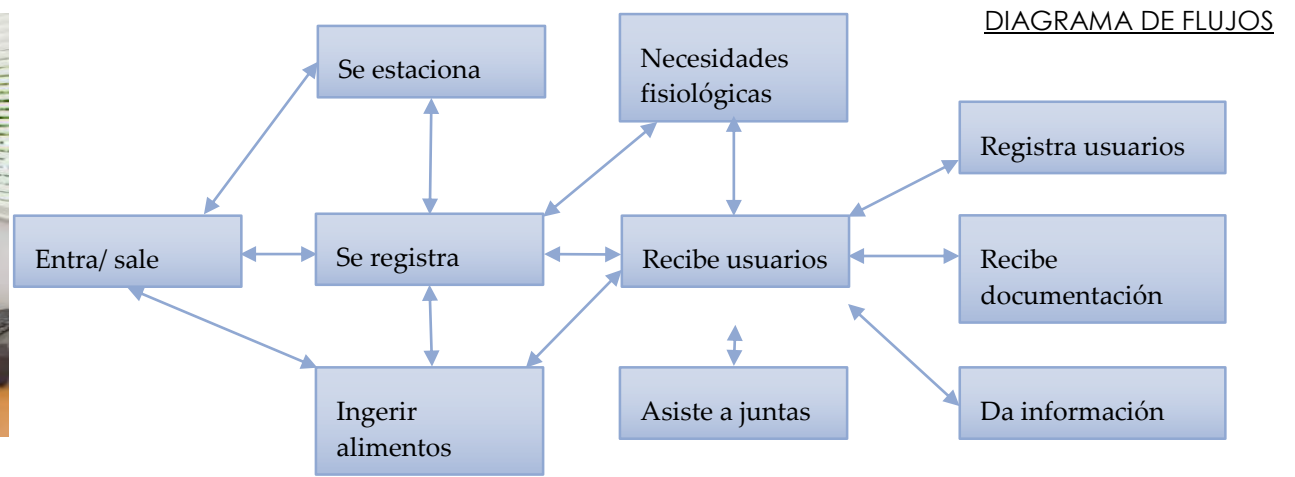 DIAGRAMA DE FLUJOS
Se estaciona
Necesidades
fisiológicas
Registra usuarios
Entra/ sale
Se registra
Recibe usuarios
Recibe
documentación
Ingerir
alimentos
Asiste a juntas
Da información